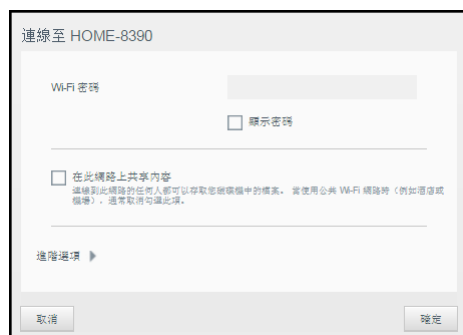 連線至 HOME-8390
Wi-Fi 密碼
顯示密碼
在此網路上共享內容
連線到此網路的任何人都可以存取您硬碟機中的檔案。 當使用公共 Wi-Fi 網路時（例如酒店或
機場），通常取消勾選此項。
進階選項
取消
確定